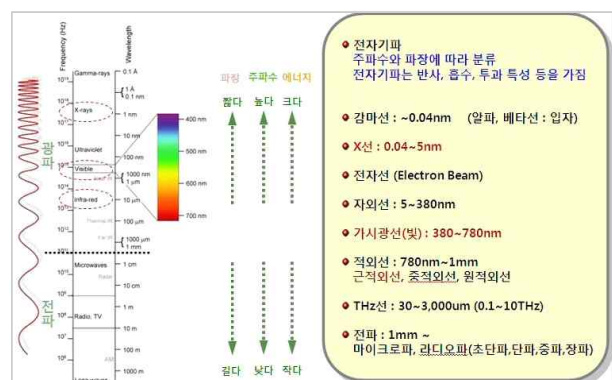 Frequency (Hz)
Wavelength
Gamma-rays
0.1 Å
1 Å
0.1 nm
X-rays
1 nm
10 nm
Ultraviolet
100 nm
Visible
1000 nm
1 μm
Infra-red
10 μm
Thermal IR
100 μm
Far IR
1000 μm
1 mm
Microwaves
1 cm
Radar
10 cm
1 m
Radio, TV
10 m
100 m
AM
1000 m
광파
전파
400 nm
500 nm
600 nm
700 nm
파장 주파수 에너지
짧다 높다 크다
길다 낮다 작다
전자기파
주파수와 파장에 따라 분류
전자기파는 반사, 흡수, 투과 특성 등을 가짐
감마선 : ~0.04nm (알파, 베타선 : 입자)
X선 : 0.04~5nm
전자선 (Electron Beam)
자외선 : 5~380nm
가시광선(빛) : 380~780nm
적외선 : 780nm~1mm
근적외선, 중적외선, 원적외선
THz선 : 30~3,000um (0.1~10THz)
전파 : 1mm ~
마이크로파, 라디오파(초단파,단파,중파,장파)